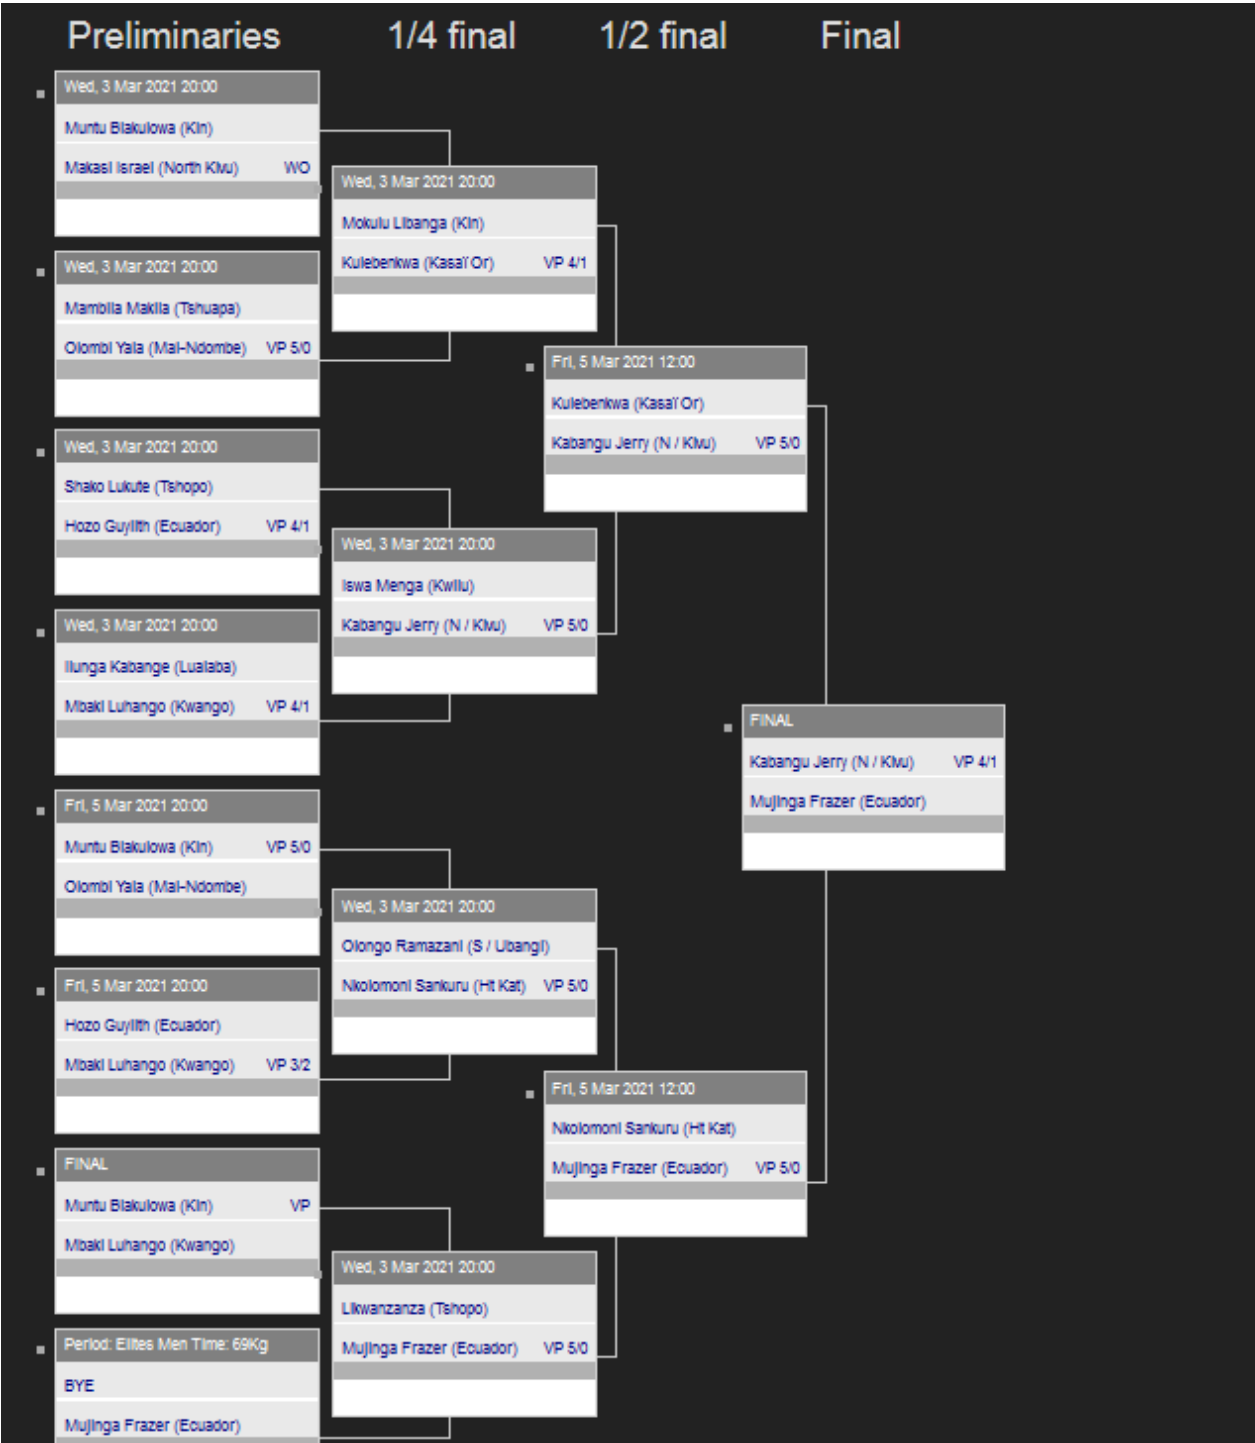 Preliminaries 1/4 final 1/2 final Final
Wed, 3 Mar 2021 20:00
Muntu Biakulowa (Kin)
Makasi Israel (North Kivu) WO
Wed, 3 Mar 2021 20:00
Mambila Makila (Tshuapa)
Olombi Yala (Mai-Ndombe) VP 5/0
Wed, 3 Mar 2021 20:00
Shako Lukute (Tshopo)
Hozo Guylith (Ecuador) VP 4/1
Wed, 3 Mar 2021 20:00
Ilunga Kabange (Lualaba)
Mbaki Luhango (Kwango) VP 4/1
Fri, 5 Mar 2021 20:00
Muntu Biakulowa (Kin) VP 5/0
Olombi Yala (Mai-Ndombe)
Fri, 5 Mar 2021 20:00
Hozo Guylith (Ecuador)
Mbaki Luhango (Kwango) VP 3/2
FINAL
Muntu Biakulowa (Kin) VP
Mbaki Luhango (Kwango)
Period: Elites Men Time: 69Kg
BYE
Mujinga Frazer (Ecuador)
Wed, 3 Mar 2021 20:00
Mokulu Libanga (Kin)
Kulebenkwa (Kasaï Or) VP 4/1
Wed, 3 Mar 2021 20:00
Iswa Menga (Kwilu)
Kabangu Jerry (N / Kivu) VP 5/0
Wed, 3 Mar 2021 20:00
Olongo Ramazani (S / Ubangi)
Nkolomoni Sankuru (Ht Kat) VP 5/0
Wed, 3 Mar 2021 20:00
Likwanzanza (Tshopo)
Mujinga Frazer (Ecuador) VP 5/0
Fri, 5 Mar 2021 12:00
Kulebenkwa (Kasaï Or)
Kabangu Jerry (N / Kivu) VP 5/0
Fri, 5 Mar 2021 12:00
Nkolomoni Sankuru (Ht Kat)
Mujinga Frazer (Ecuador) VP 5/0
FINAL
Kabangu Jerry (N / Kivu) VP 4/1
Mujinga Frazer (Ecuador)